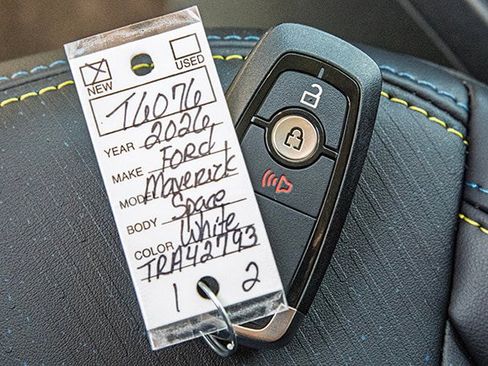 ☒ NEW ☐ USED
T6076
YEAR 2026
MAKE Ford
MODEL Maverick
BODY Space
COLOR White
TRA42793
1 2